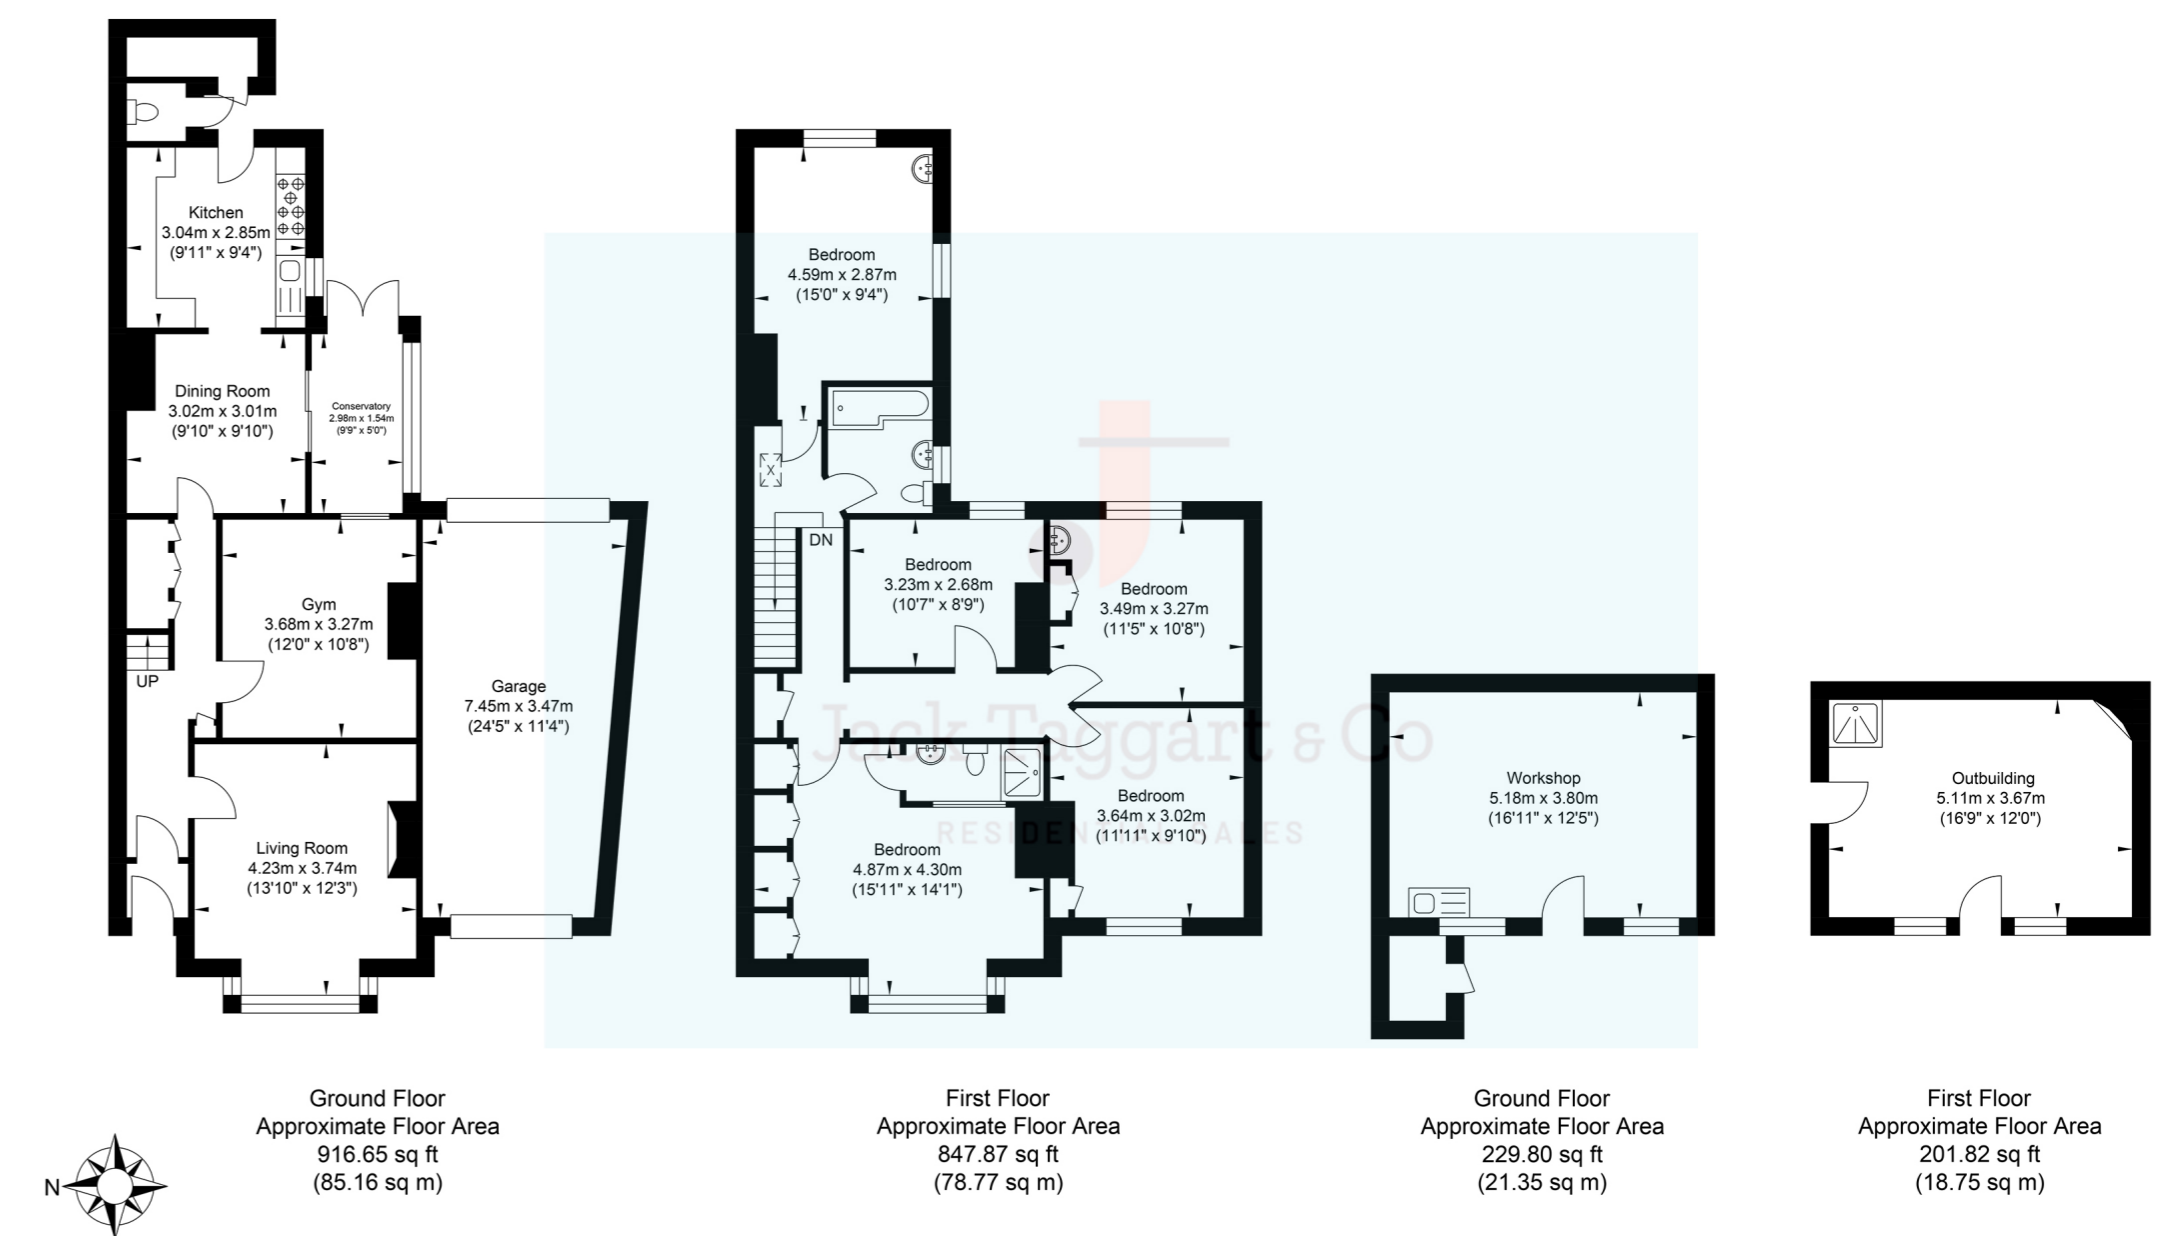 Kitchen
3.04m x 2.85m
(9'11" x 9'4")
Dining Room
3.02m x 3.01m
(9'10" x 9'10")
Conservatory
2.98m x 1.54m
(9'9" x 5'0")
Gym
3.68m x 3.27m
(12'0" x 10'8")
UP
Garage
7.45m x 3.47m
(24'5" x 11'4")
Living Room
4.23m x 3.74m
(13'10" x 12'3")
Ground Floor
Approximate Floor Area
916.65 sq ft
(85.16 sq m)
N
Bedroom
4.59m x 2.87m
(15'0" x 9'4")
X
DN
Bedroom
3.23m x 2.68m
(10'7" x 8'9")
Bedroom
3.49m x 3.27m
(11'5" x 10'8")
Jack Taggart & Co
RESIDENTIAL SALES
Bedroom
3.64m x 3.02m
(11'11" x 9'10")
Bedroom
4.87m x 4.30m
(15'11" x 14'1")
First Floor
Approximate Floor Area
847.87 sq ft
(78.77 sq m)
Workshop
5.18m x 3.80m
(16'11" x 12'5")
Ground Floor
Approximate Floor Area
229.80 sq ft
(21.35 sq m)
Outbuilding
5.11m x 3.67m
(16'9" x 12'0")
First Floor
Approximate Floor Area
201.82 sq ft
(18.75 sq m)